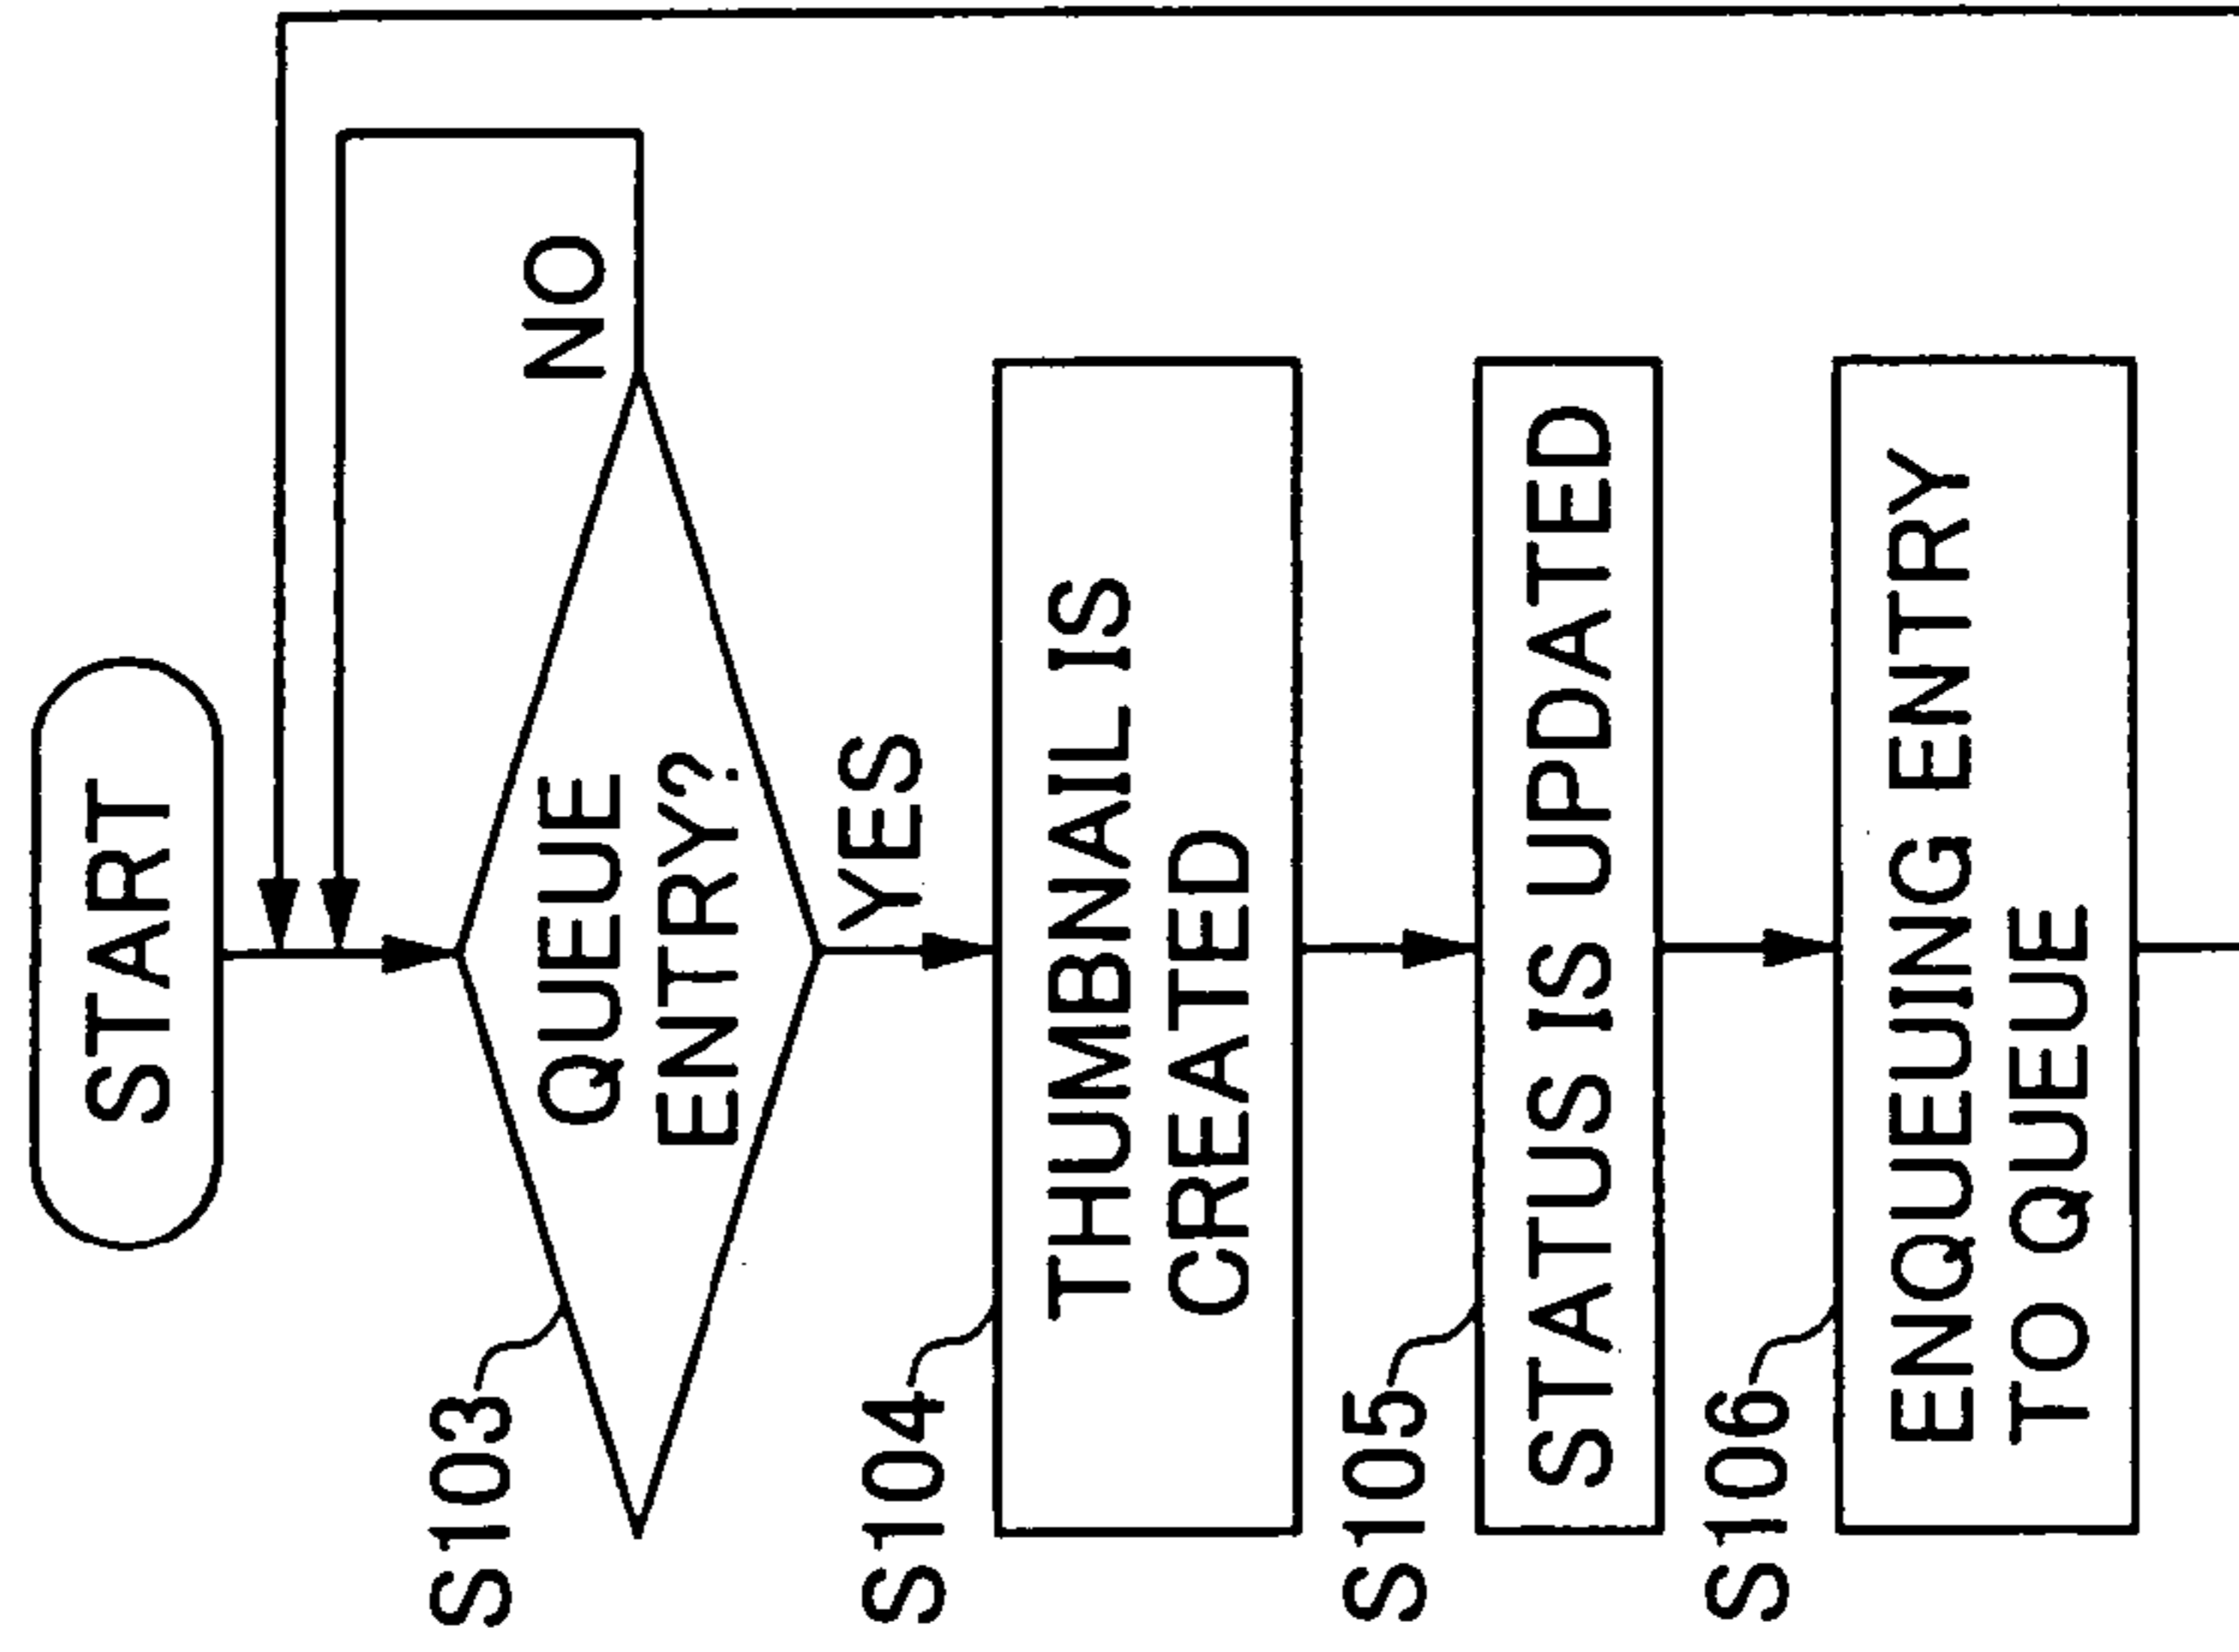 START
S103
QUEUE
ENTRY?
NO
YES
S104
THUMBNAIL IS
CREATED
S105
STATUS IS UPDATED
S106
ENQUEUING ENTRY
TO QUEUE